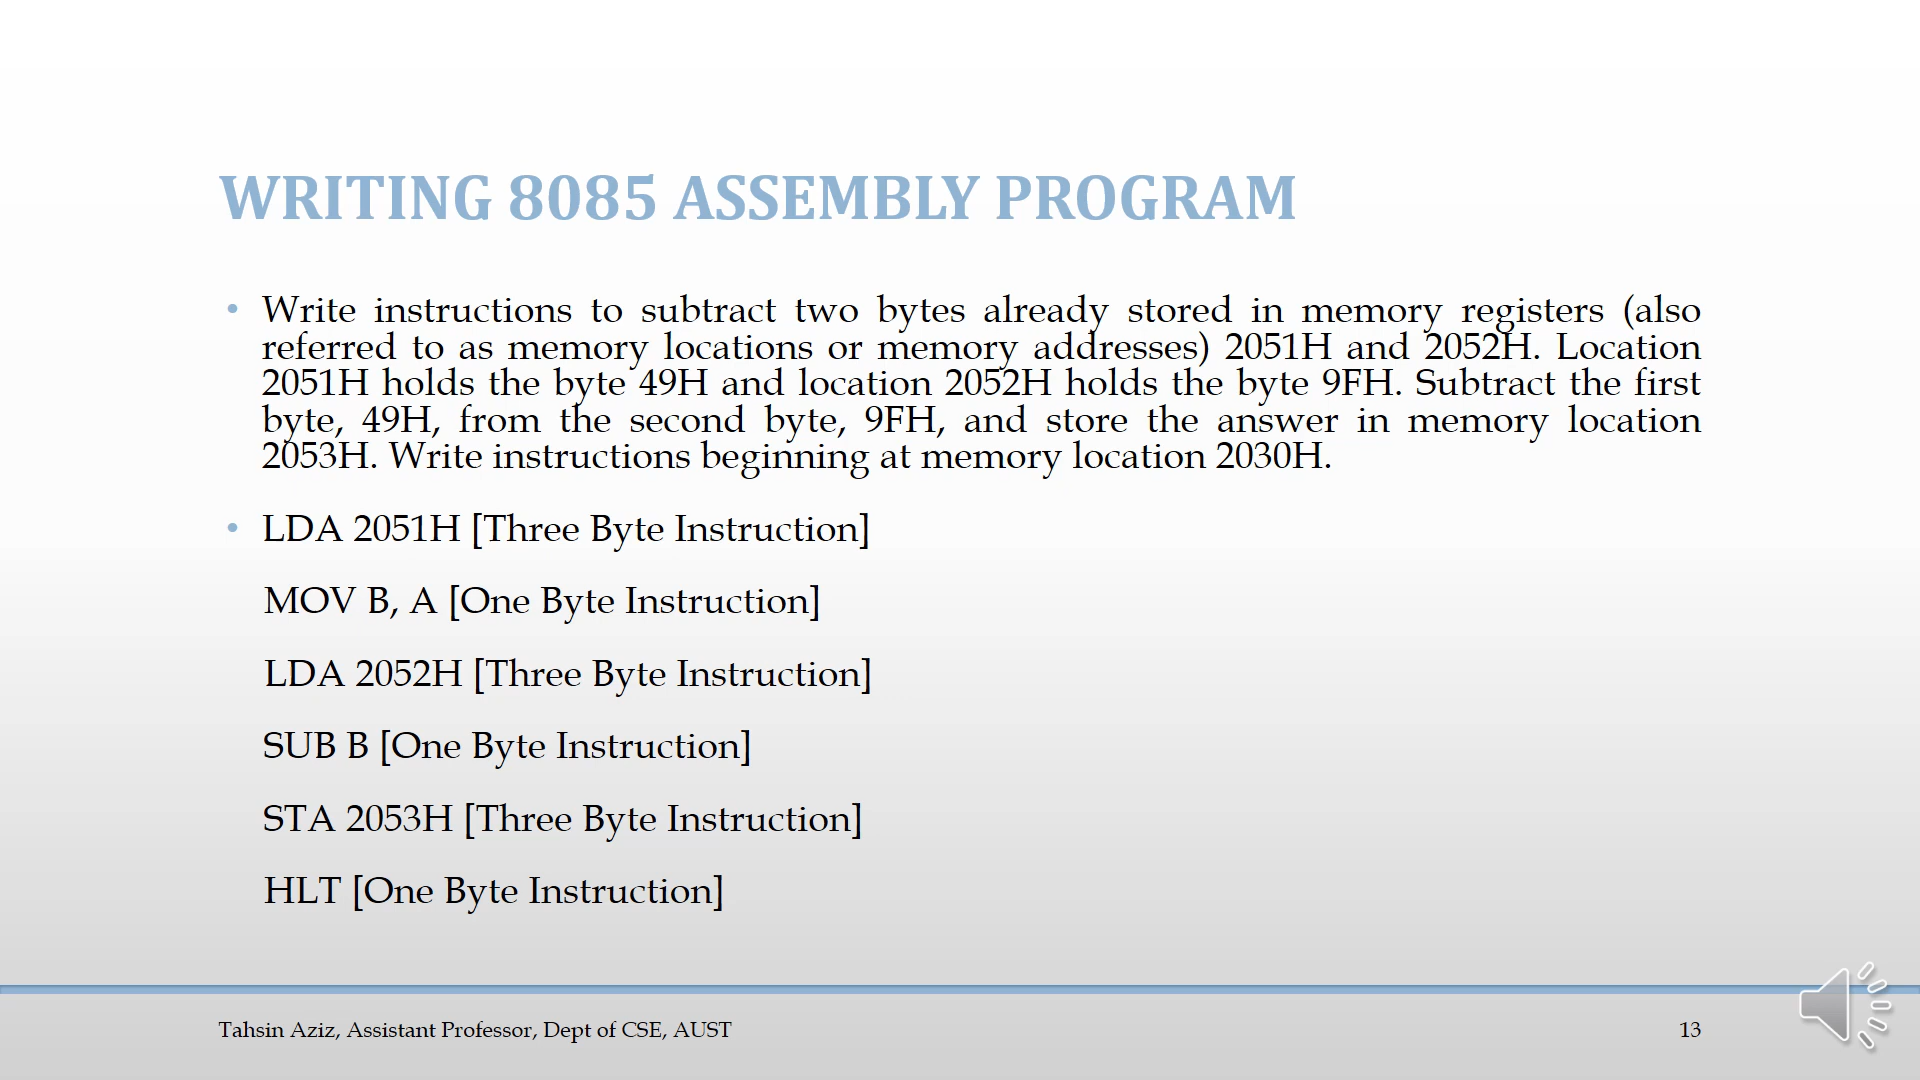 WRITING 8085 ASSEMBLY PROGRAM
• Write instructions to subtract two bytes already stored in memory registers (also
referred to as memory locations or memory addresses) 2051H and 2052H. Location
2051H holds the byte 49H and location 2052H holds the byte 9FH. Subtract the first
byte, 49H, from the second byte, 9FH, and store the answer in memory location
2053H. Write instructions beginning at memory location 2030H.
• LDA 2051H [Three Byte Instruction]
MOV B, A [One Byte Instruction]
LDA 2052H [Three Byte Instruction]
SUB B [One Byte Instruction]
STA 2053H [Three Byte Instruction]
HLT [One Byte Instruction]
Tahsin Aziz, Assistant Professor, Dept of CSE, AUST
13